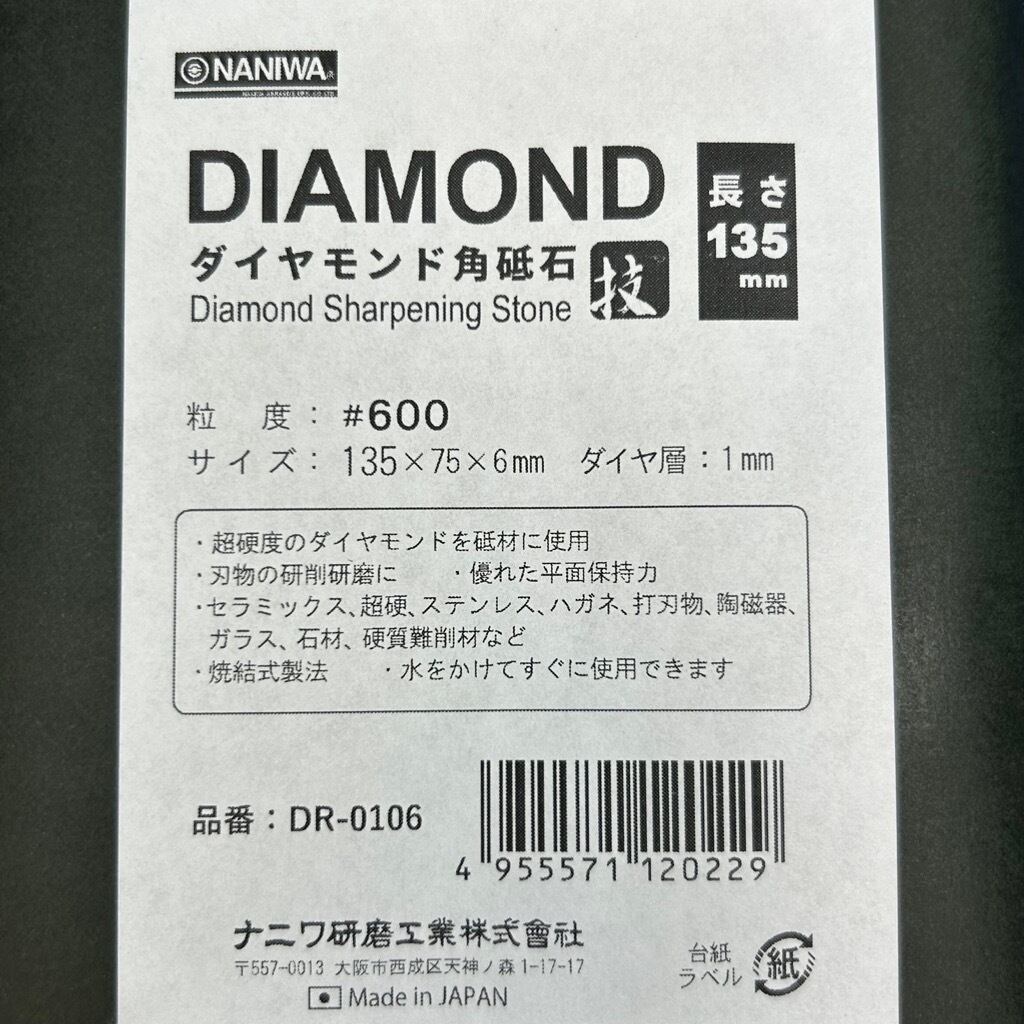 NANIWA
DIAMOND
長さ
135
mm
ダイヤモンド角砥石 技
Diamond Sharpening Stone
粒 度: #600
サイズ: 135×75×6mm ダイヤ層:1mm
・超硬度のダイヤモンドを砥材に使用
・刃物の研削研磨に ・優れた平面保持力
・セラミックス、超硬、ステンレス、ハガネ、打刃物、陶磁器、
ガラス、石材、硬質難削材など
・焼結式製法 ・水をかけてすぐに使用できます
品番:DR-0106
4 955571 120229
ナニワ研磨工業株式會社
〒557-0013 大阪市西成区天神ノ森1-17-17
Made in JAPAN
台紙
ラベル
紙